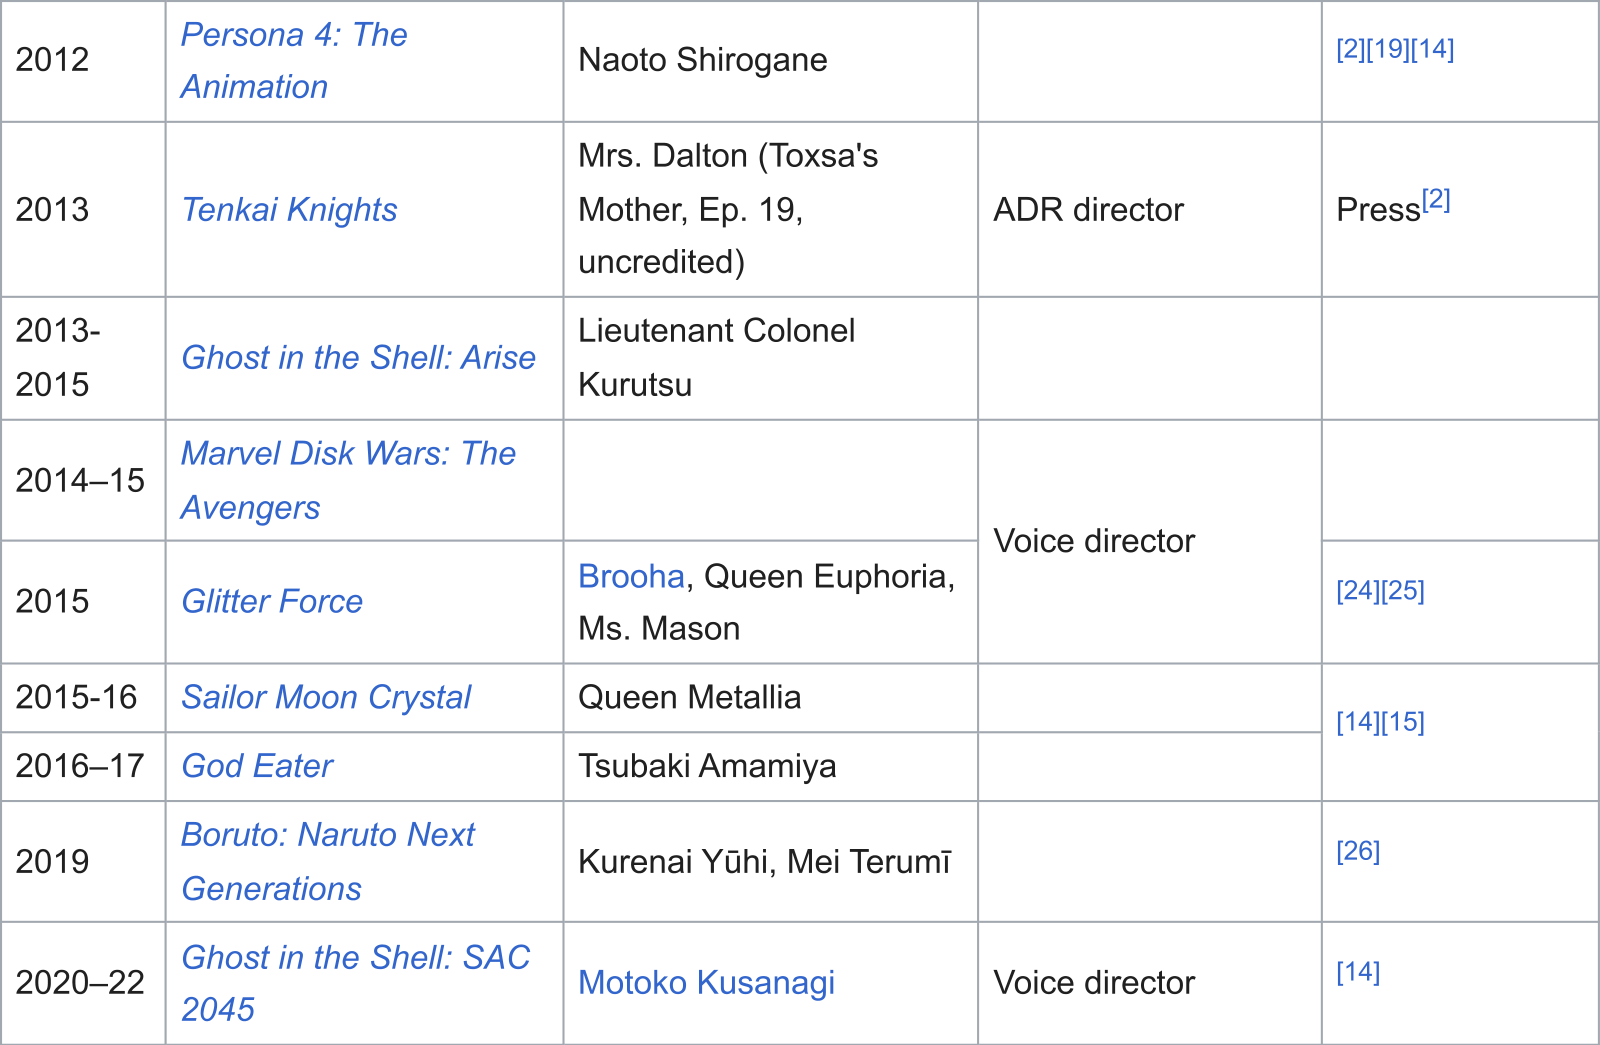 2012
Persona 4: The
Animation
Naoto Shirogane
[2][19][14]
2013
Tenkai Knights
Mrs. Dalton (Toxsa's
Mother, Ep. 19,
uncredited)
ADR director
Press[2]
2013-
2015
Ghost in the Shell: Arise
Lieutenant Colonel
Kurutsu
2014–15
Marvel Disk Wars: The
Avengers
Voice director
2015
Glitter Force
Brooha, Queen Euphoria,
Ms. Mason
[24][25]
2015-16
Sailor Moon Crystal
Queen Metallia
[14][15]
2016–17
God Eater
Tsubaki Amamiya
2019
Boruto: Naruto Next
Generations
Kurenai Yūhi, Mei Terumī
[26]
2020–22
Ghost in the Shell: SAC
2045
Motoko Kusanagi
Voice director
[14]